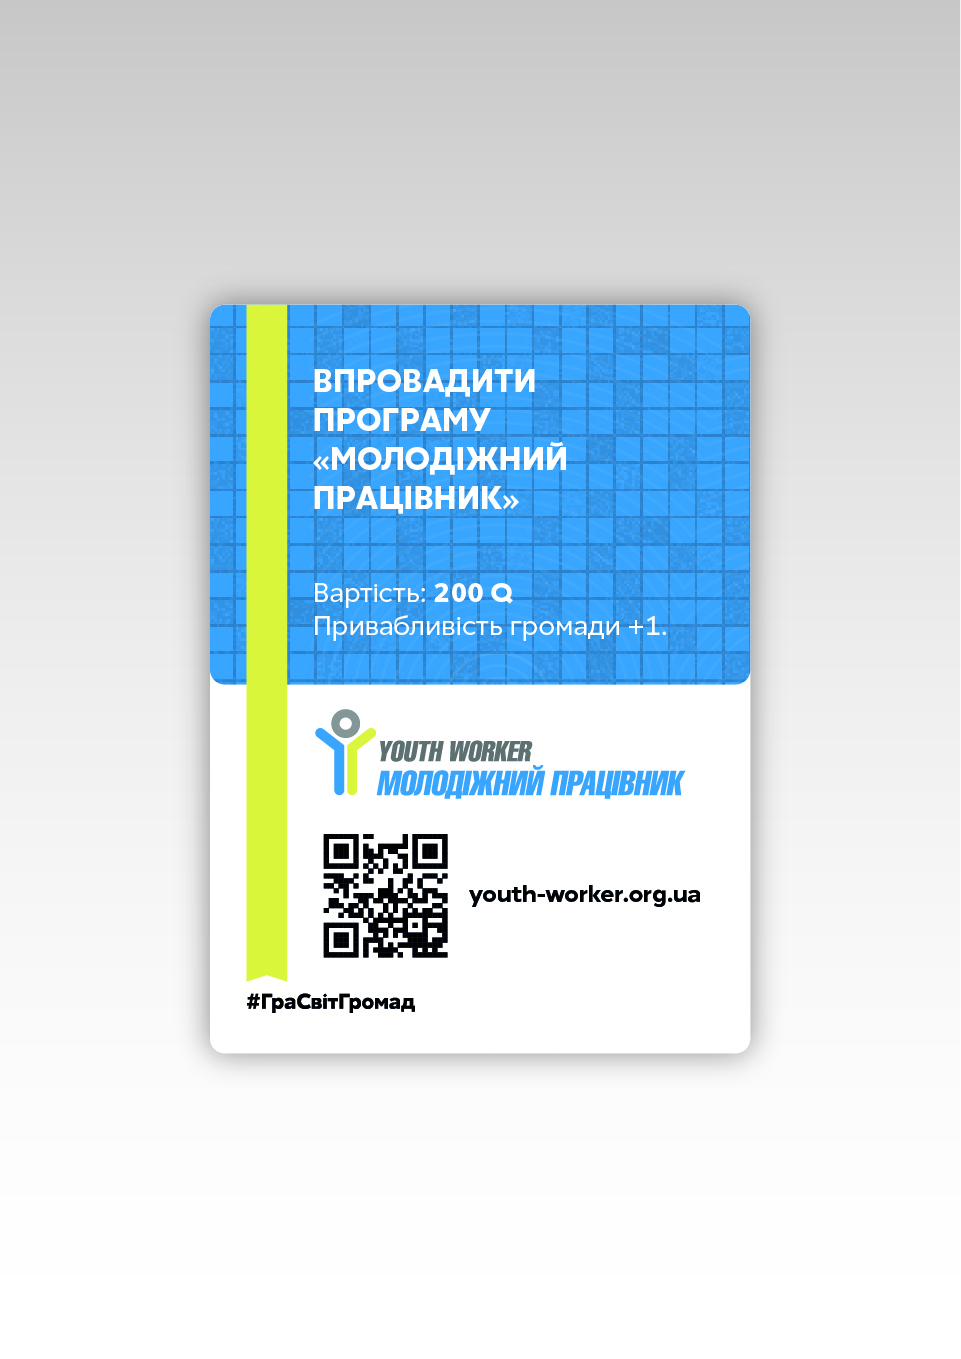 ВПРОВАДИТИ
ПРОГРАМУ
«МОЛОДІЖНИЙ
ПРАЦІВНИК»
Вартість: 200 Q
Привабливість громади +1.
YOUTH WORKER
МОЛОДІЖНИЙ ПРАЦІВНИК
youth-worker.org.ua
#ГраСвітГромад